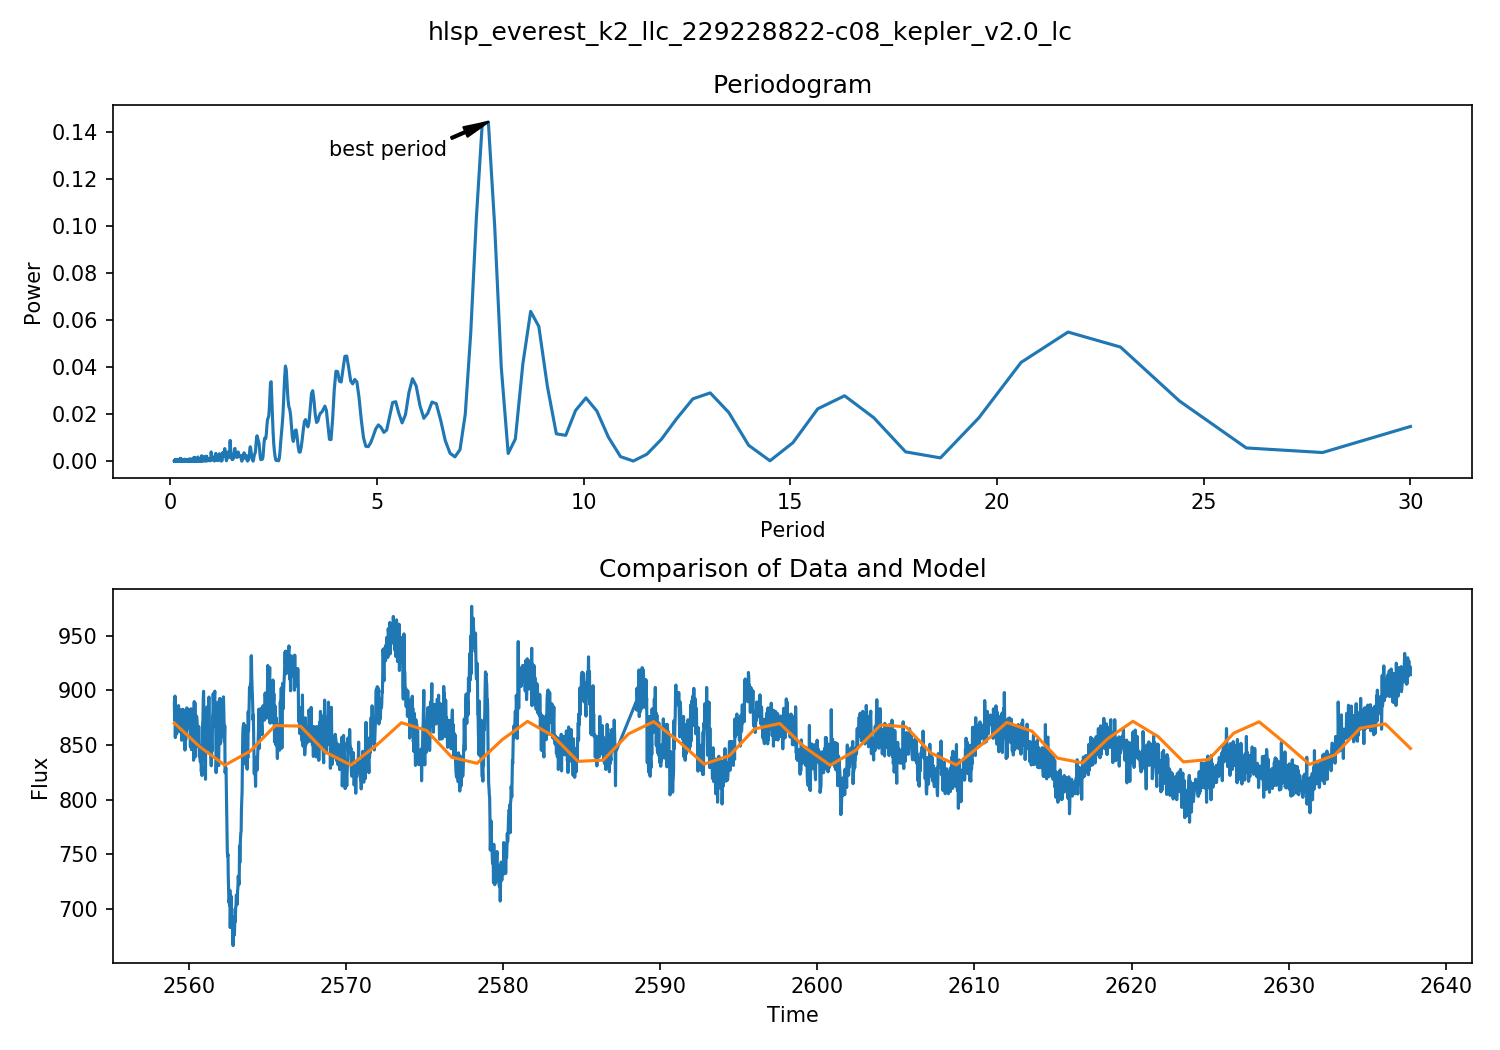 hlsp_everest_k2_llc_229228822-c08_kepler_v2.0_lc
Periodogram
0.14
0.12
0.10
0.08
0.06
0.04
0.02
0.00
Power
best period
0 5 10 15 20 25 30
Period
Comparison of Data and Model
950
900
850
800
750
700
Flux
2560 2570 2580 2590 2600 2610 2620 2630 2640
Time